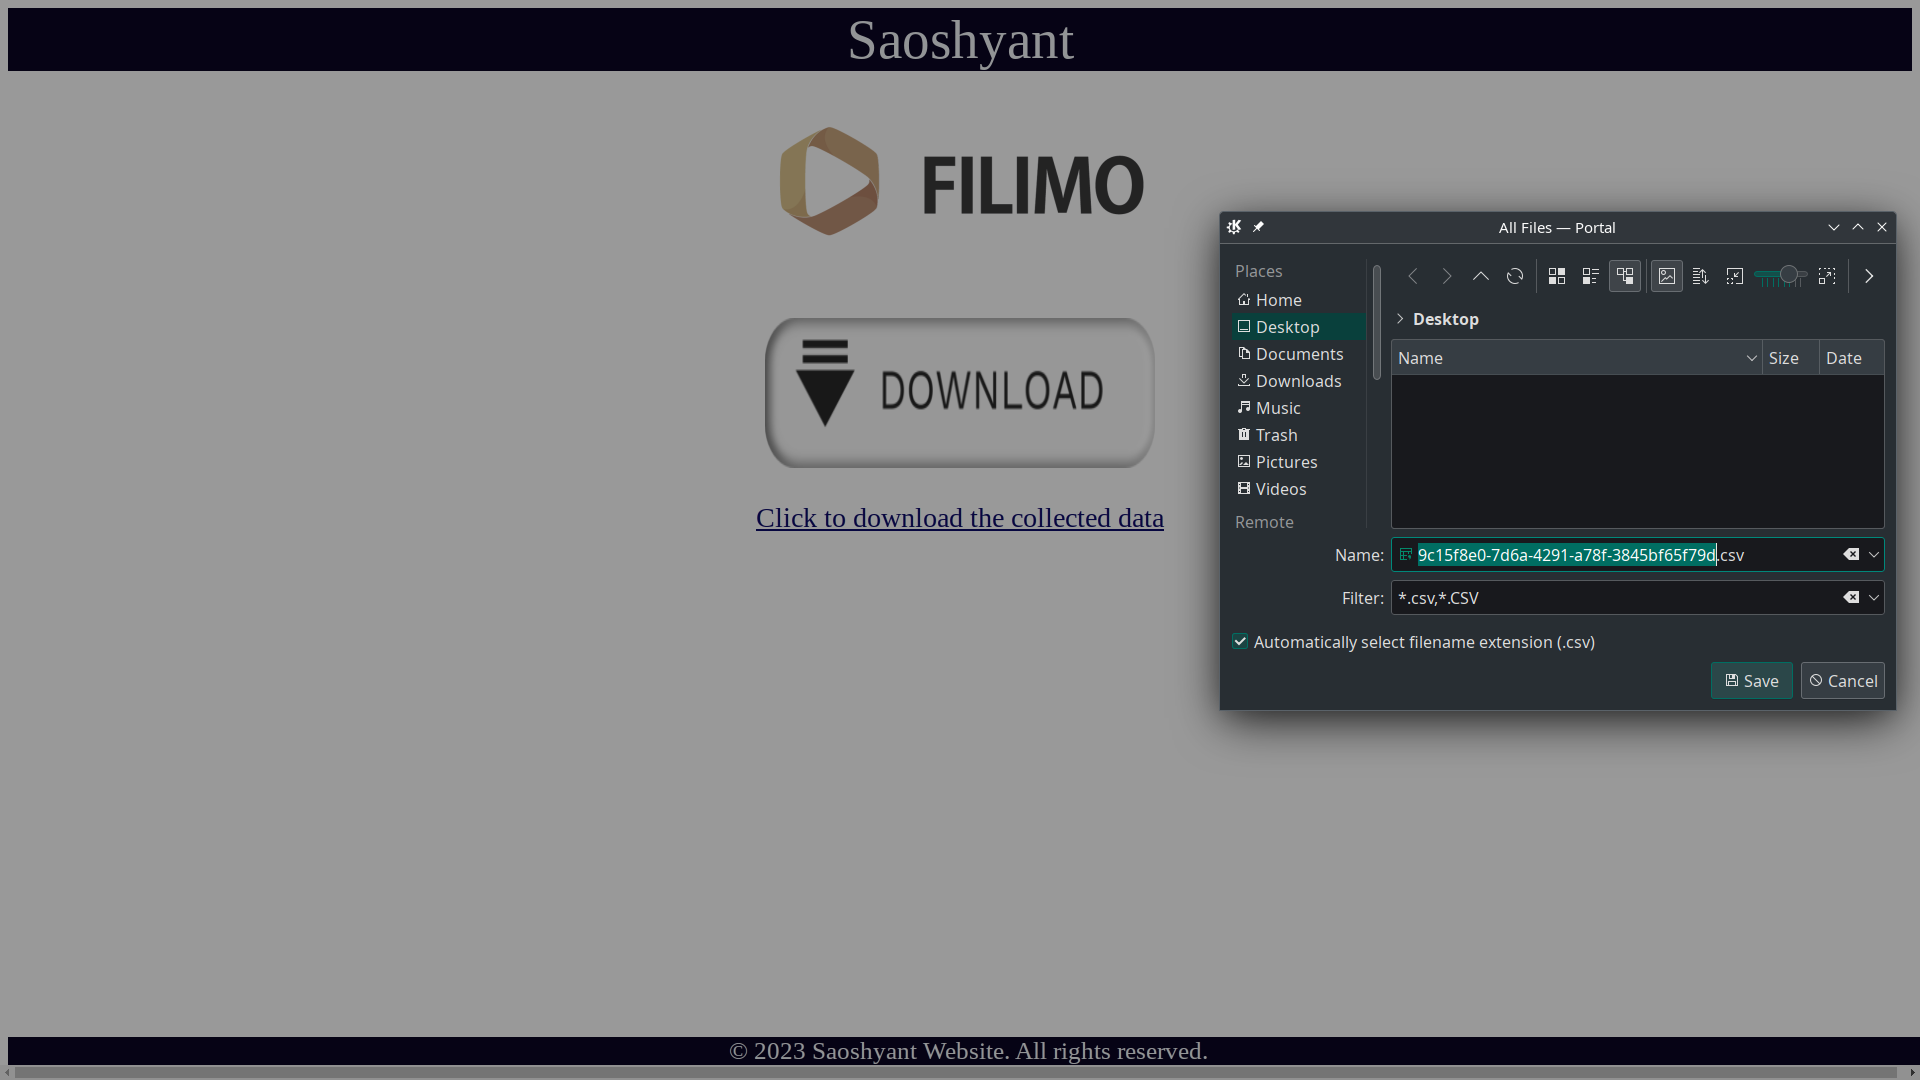 Saoshyant
FILIMO
DOWNLOAD
Click to download the collected data
All Files — Portal
Places
Home
Desktop
Documents
Downloads
Music
Trash
Pictures
Videos
Remote
Desktop
Name Size Date
Name: 9c15f8e0-7d6a-4291-a78f-3845bf65f79d.csv
Filter: *.csv,*.CSV
Automatically select filename extension (.csv)
Save Cancel
© 2023 Saoshyant Website. All rights reserved.